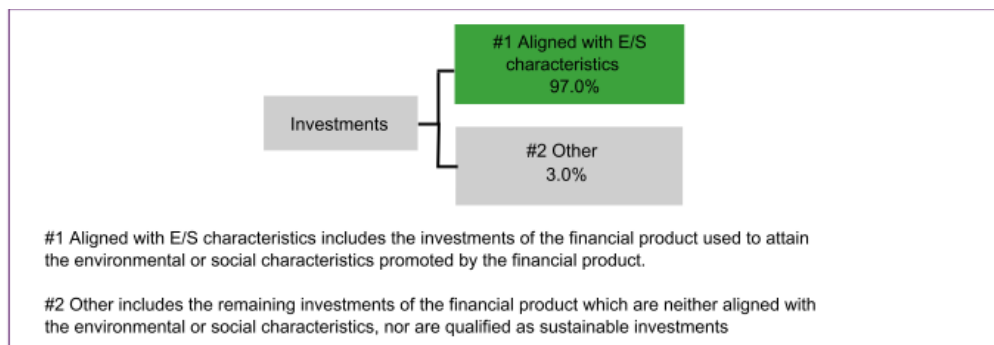 #1 Aligned with E/S
characteristics
97.0%
Investments
#2 Other
3.0%
#1 Aligned with E/S characteristics includes the investments of the financial product used to attain
the environmental or social characteristics promoted by the financial product.
#2 Other includes the remaining investments of the financial product which are neither aligned with
the environmental or social characteristics, nor are qualified as sustainable investments